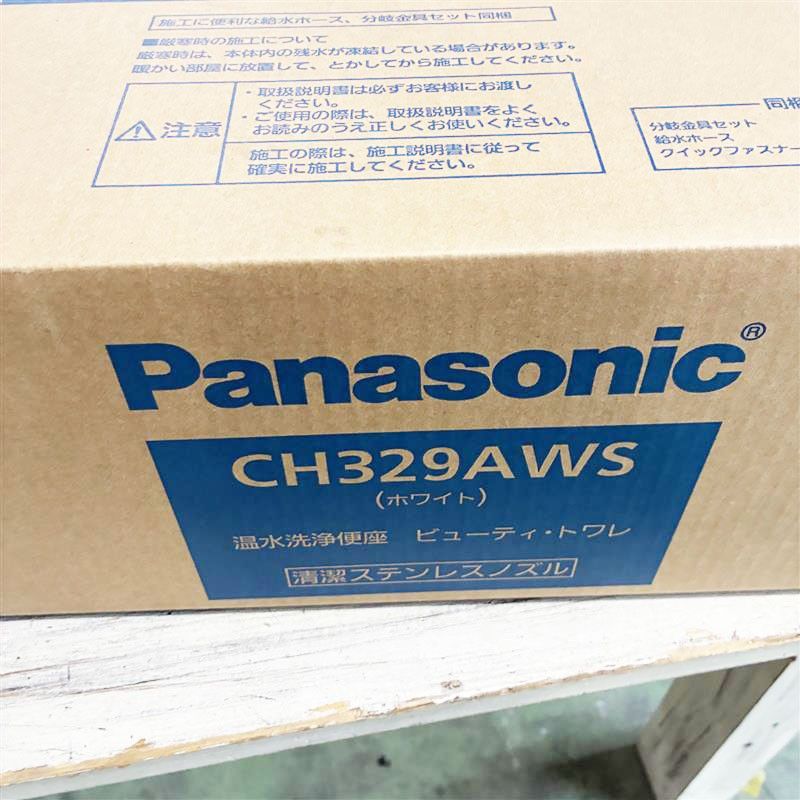 施工に便利な給水ホース、分岐金具セット同梱
■厳寒時の施工について
厳寒時は、本体内の残水が凍結している場合があります。
暖かい部屋に放置して、とかしてから施工してください。
⚠注意
・取扱説明書は必ずお客様にお渡し
ください。
・ご使用の際は、取扱説明書をよく
お読みのうえ正しくお使いください。
施工の際は、施工説明書に従って
確実に施工してください。
同梱
分岐金具セット
給水ホース
クイックファスナー
Panasonic®
CH329AWS
(ホワイト)
温水洗浄便座 ビューティ・トワレ
清潔ステンレスノズル